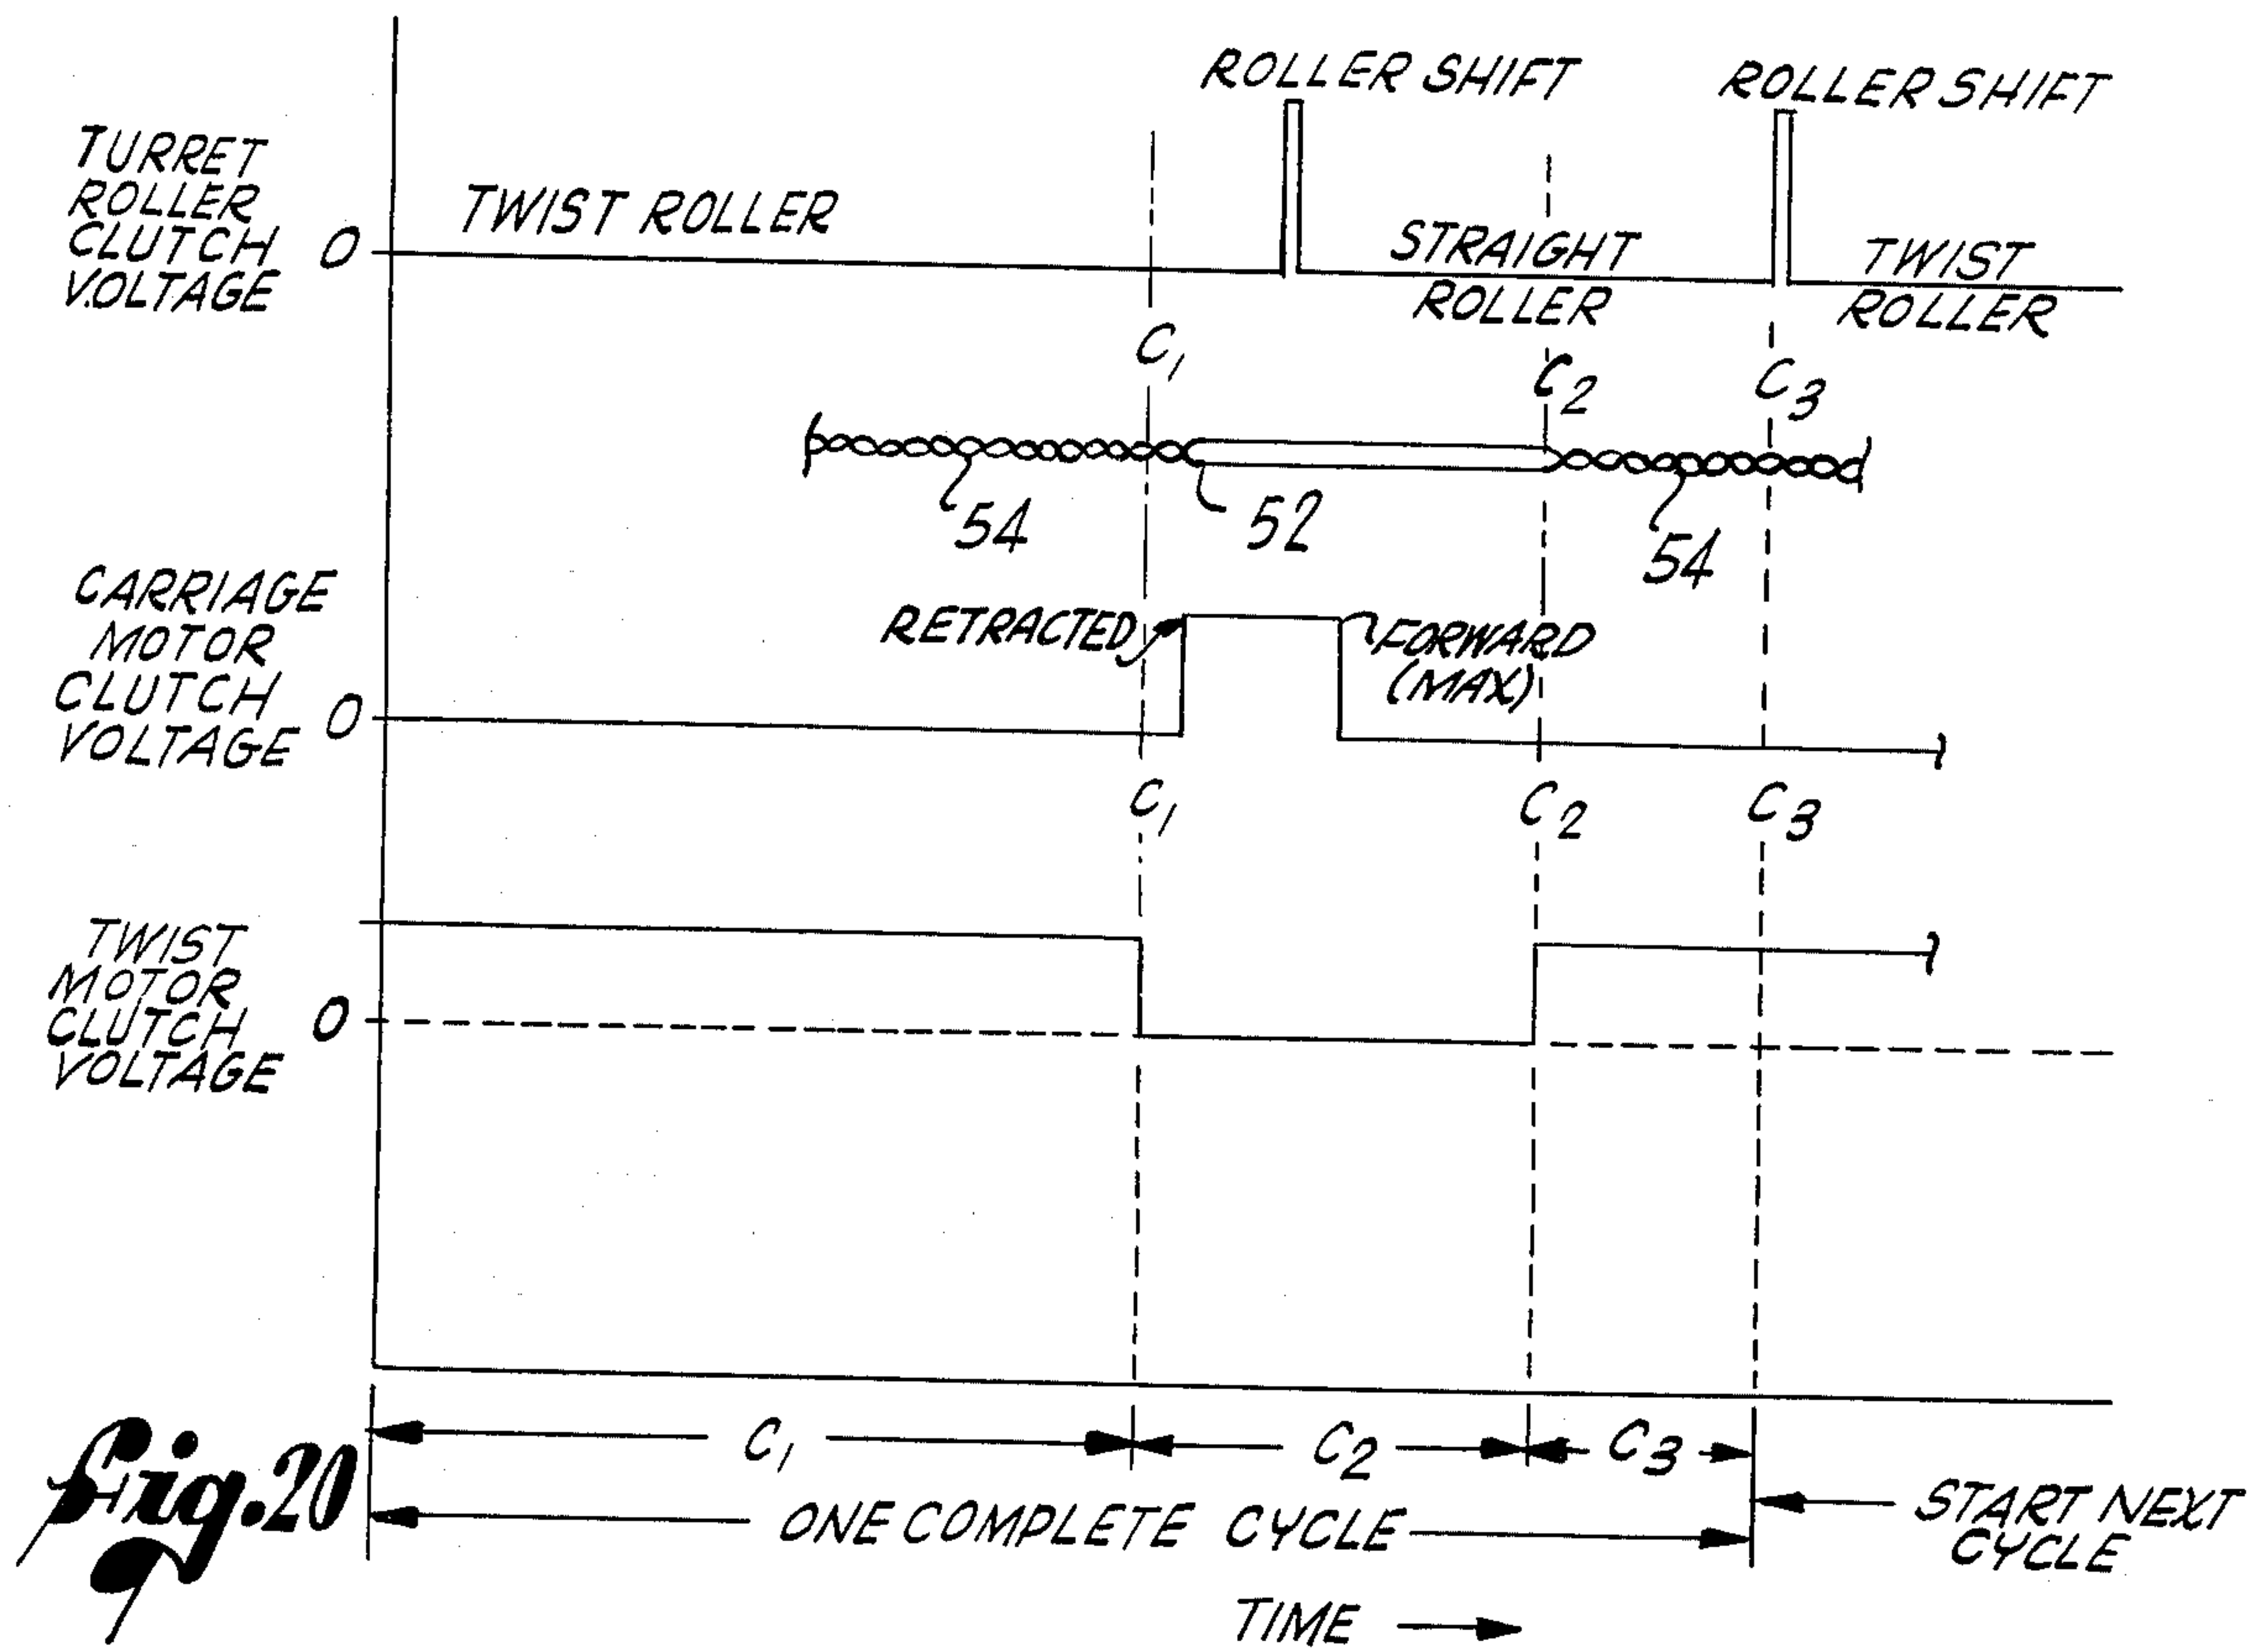 ROLLER SHIFT
ROLLER SHIFT
TURRET
ROLLER
CLUTCH
VOLTAGE
0
TWIST ROLLER
STRAIGHT
ROLLER
TWIST
ROLLER
C1
C2
C3
54
52
54
CARRIAGE
MOTOR
CLUTCH
VOLTAGE
0
RETRACTED
FORWARD
(MAX)
C1
C2
C3
TWIST
MOTOR
CLUTCH
VOLTAGE
0
C1
C2
C3
ONE COMPLETE CYCLE
START NEXT
CYCLE
Fig.20
TIME